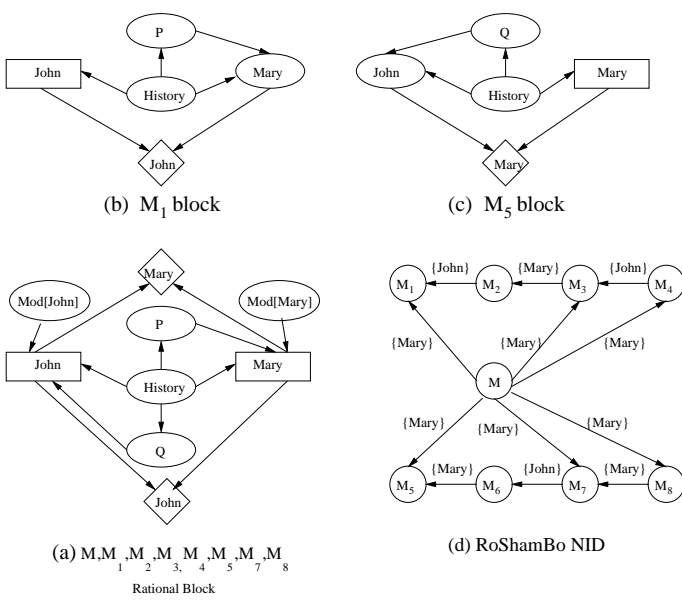 P
John
Mary
History
John
(b) M1 block
Q
John
Mary
History
Mary
(c) M5 block
Mary
Mod[John]
Mod[Mary]
P
John
Mary
History
Q
John
(a) M,M1,M2,M3,M4,M5,M7,M8
Rational Block
{John}
{Mary}
{John}
M1
M2
M3
M4
{Mary}
{Mary}
{Mary}
M
{Mary}
{Mary}
{Mary}
{Mary}
{John}
{Mary}
M5
M6
M7
M8
(d) RoShamBo NID